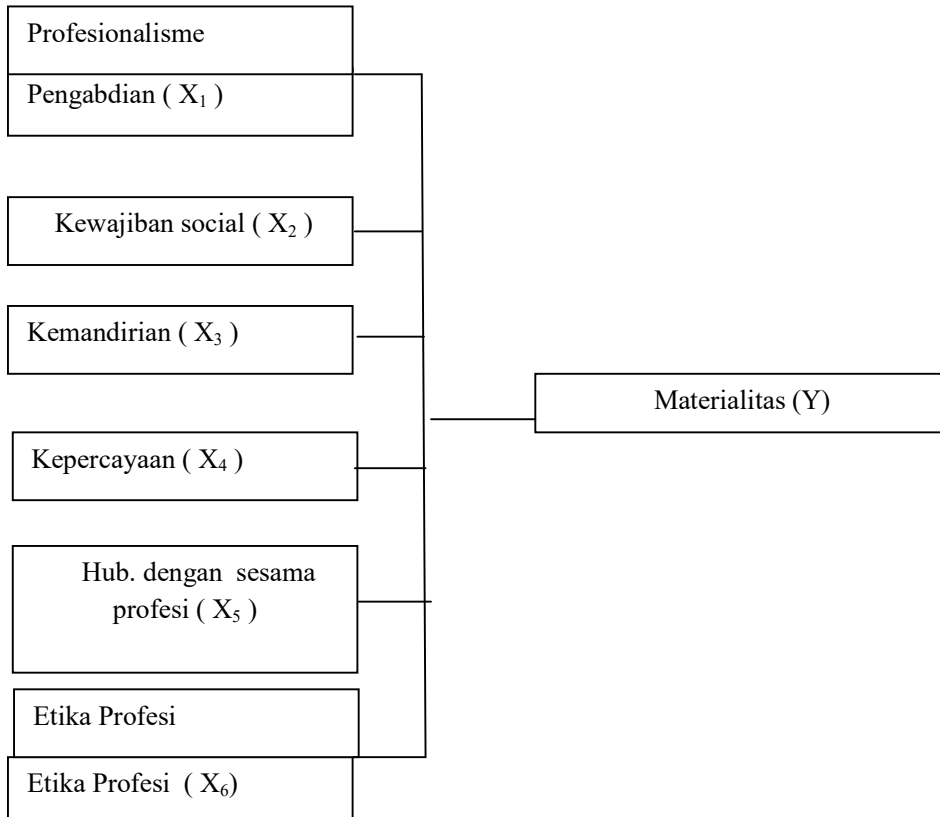 Profesionalisme
Pengabdian ( X₁ )
Kewajiban social ( X₂ )
Kemandirian ( X₃ )
Materialitas (Y)
Kepercayaan ( X₄ )
Hub. dengan sesama
profesi ( X₅ )
Etika Profesi
Etika Profesi ( X₆)